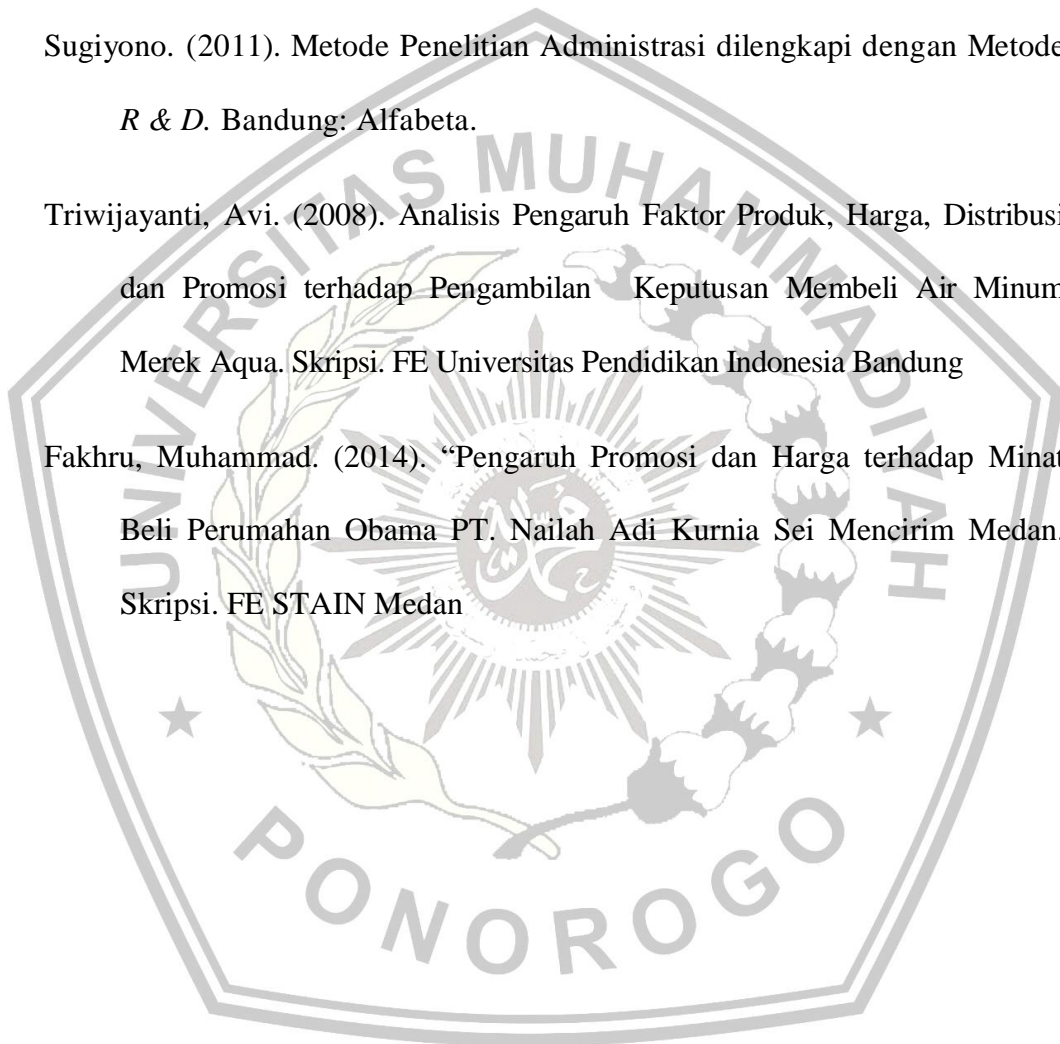 Sugiyono. (2011). Metode Penelitian Administrasi dilengkapi dengan Metode
R & D. Bandung: Alfabeta.
Triwijayanti, Avi. (2008). Analisis Pengaruh Faktor Produk, Harga, Distribusi
dan Promosi terhadap Pengambilan Keputusan Membeli Air Minum
Merek Aqua. Skripsi. FE Universitas Pendidikan Indonesia Bandung
Fakhru, Muhammad. (2014). “Pengaruh Promosi dan Harga terhadap Minat
Beli Perumahan Obama PT. Nailah Adi Kurnia Sei Mencirim Medan.
Skripsi. FE STAIN Medan
UNIVERSITAS MUHAMMADIYAH
PONOROGO